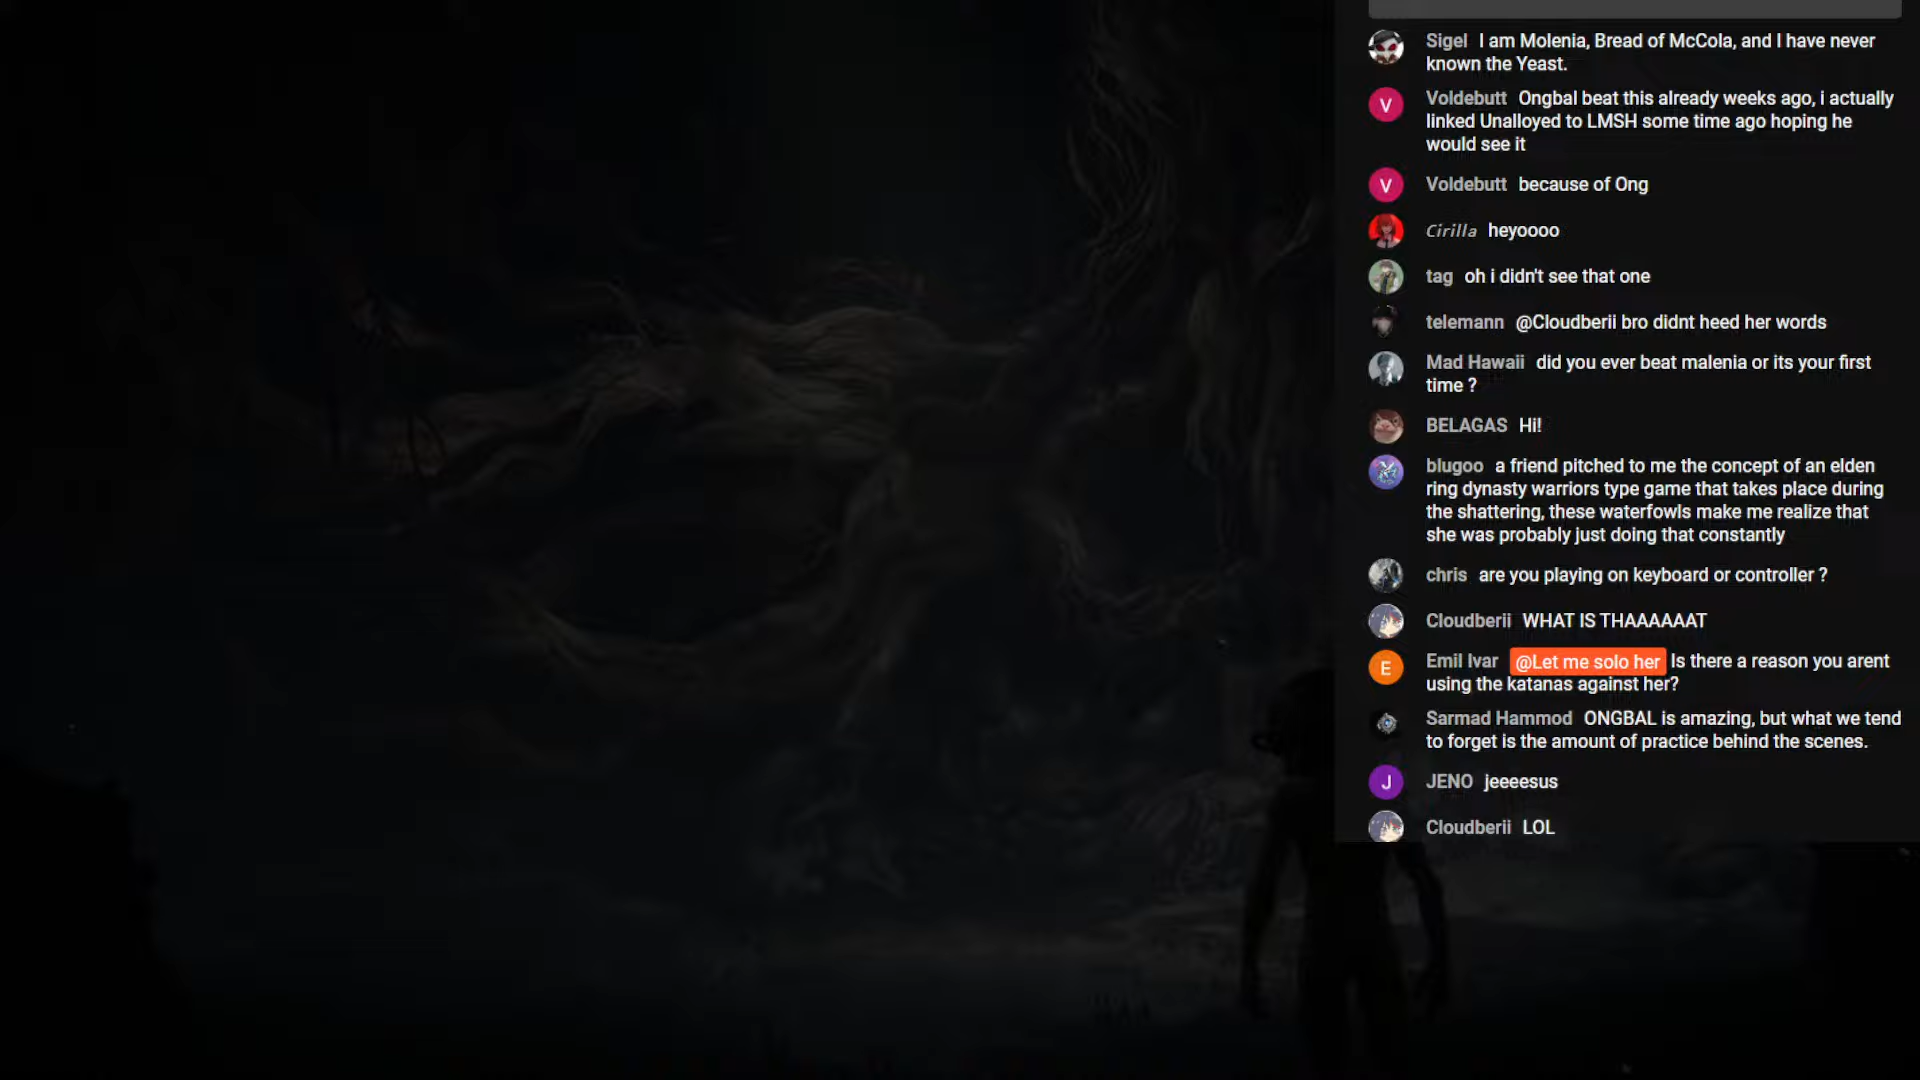 Sigel I am Molenia, Bread of McCola, and I have never
known the Yeast.
V Voldebutt Ongbal beat this already weeks ago, i actually
linked Unalloyed to LMSH some time ago hoping he
would see it
V Voldebutt because of Ong
Cirilla heyoooo
tag oh i didn't see that one
telemann @Cloudberii bro didnt heed her words
Mad Hawaii did you ever beat malenia or its your first
time ?
BELAGAS Hi!
blugoo a friend pitched to me the concept of an elden
ring dynasty warriors type game that takes place during
the shattering, these waterfowls make me realize that
she was probably just doing that constantly
chris are you playing on keyboard or controller ?
Cloudberii WHAT IS THAAAAAAT
E Emil Ivar @Let me solo her Is there a reason you arent
using the katanas against her?
Sarmad Hammod ONGBAL is amazing, but what we tend
to forget is the amount of practice behind the scenes.
J JENO jeeeesus
Cloudberii LOL